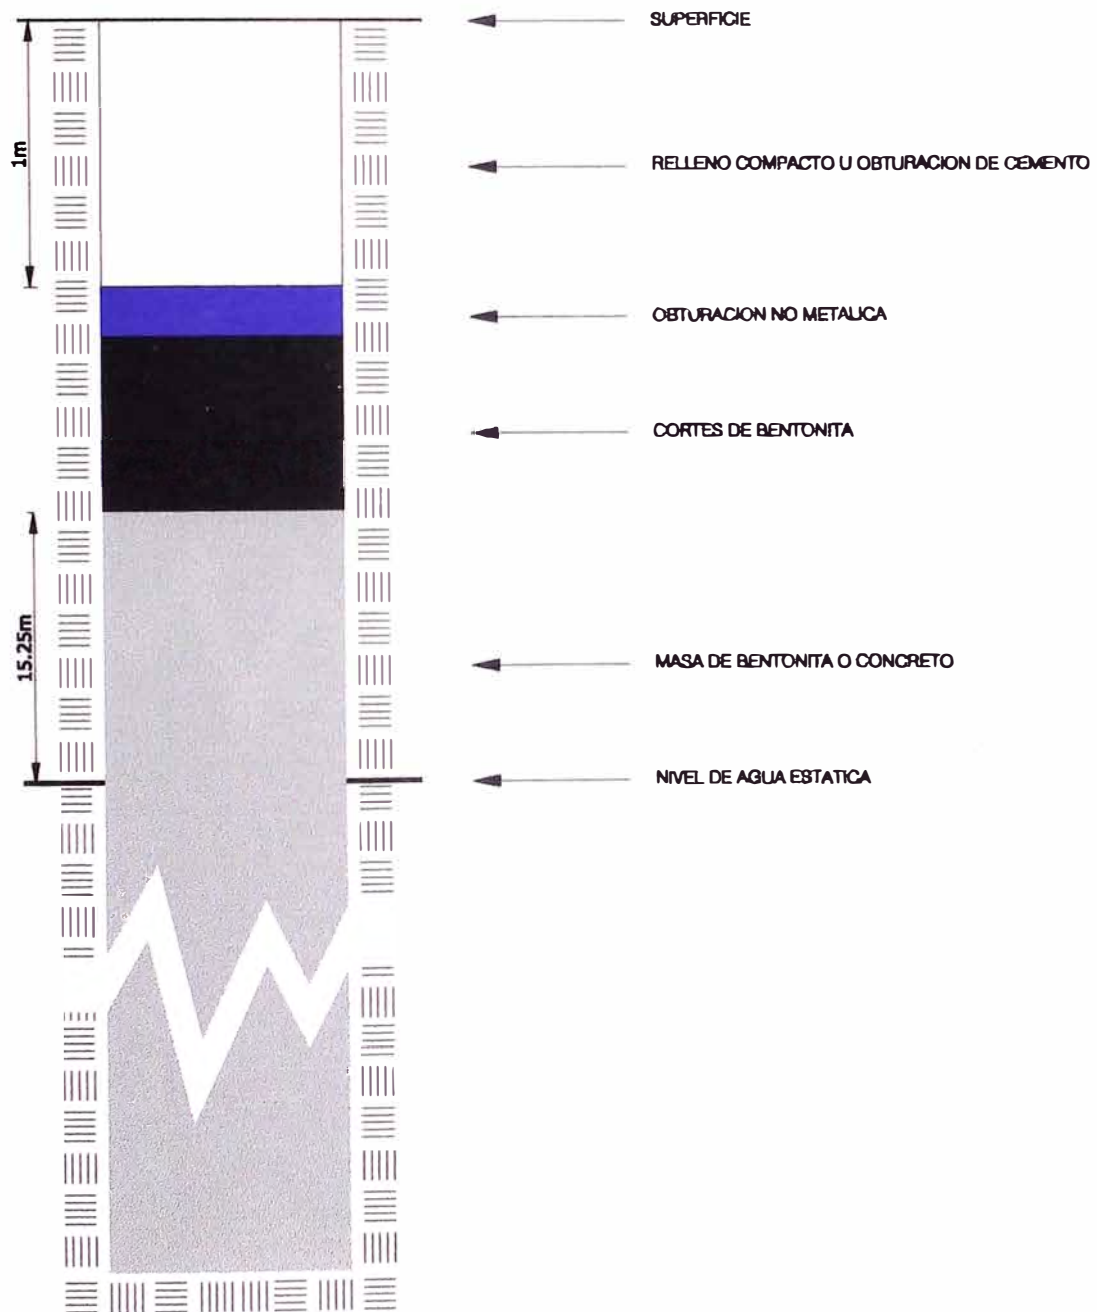 SUPERFICIE
1m
RELLENO COMPACTO U OBTURACION DE CEMENTO
OBTURACION NO METALICA
CORTES DE BENTONITA
15.25m
MASA DE BENTONITA O CONCRETO
NIVEL DE AGUA ESTATICA